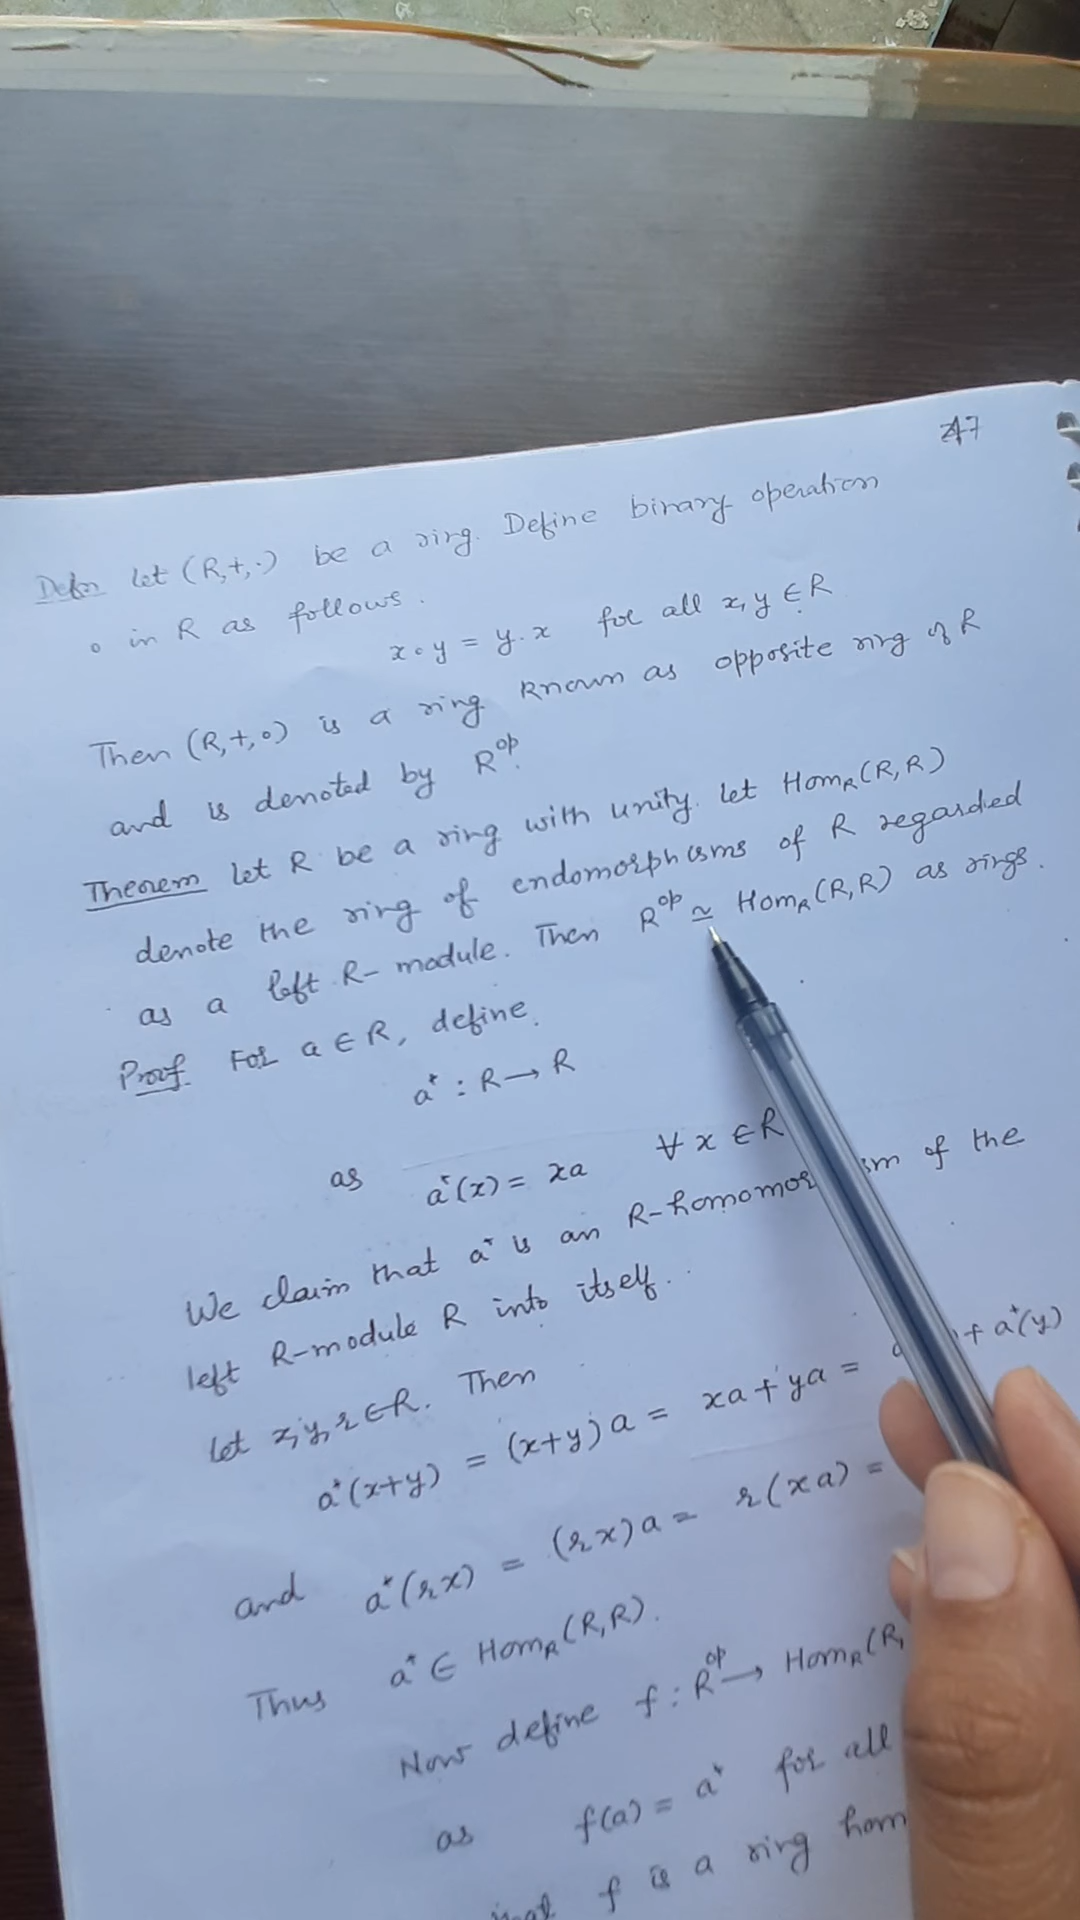 47
Defn let (R,+,·) be a ring. Define binary operation
∘ in R as follows.
x∘y = y·x for all x,y ∈ R
Then (R,+,∘) is a ring known as opposite ring of R
and is denoted by R^op.
Theorem let R be a ring with unity. let Hom_R(R,R)
denote the ring of endomorphisms of R regarded
as a left R-module. Then R^op ≃ Hom_R(R,R) as rings.
Proof. For a ∈ R, define.
a* : R → R
as a*(x) = xa ∀ x ∈ R
We claim that a* is an R-homomor sm of the
left R-module R into itself.
let x,y,r ∈ R. Then
a*(x+y) = (x+y)a = xa+ya = + a*(y)
and a*(rx) = (rx)a = r(xa) =
Thus a* ∈ Hom_R(R,R).
Now define f : R^op → Hom_R(R,
as f(a) = a* for all
f is a ring hom